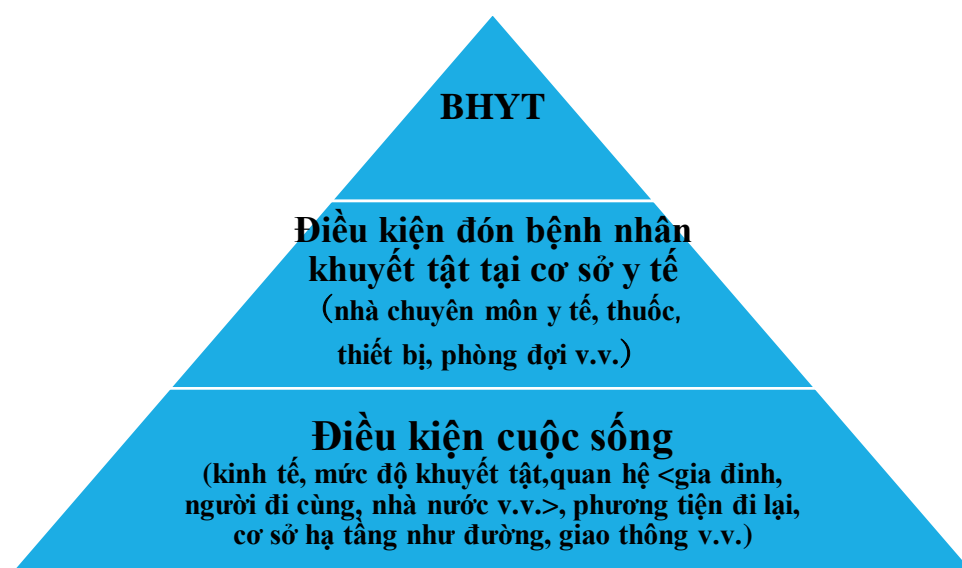 BHYT
Điều kiện đón bệnh nhân
khuyết tật tại cơ sở y tế
（nhà chuyên môn y tế, thuốc,
thiết bị, phòng đợi v.v.）
Điều kiện cuộc sống
(kinh tế, mức độ khuyết tật,quan hệ <gia đinh,
người đi cùng, nhà nước v.v.>, phương tiện đi lại,
cơ sở hạ tầng như đường, giao thông v.v.)